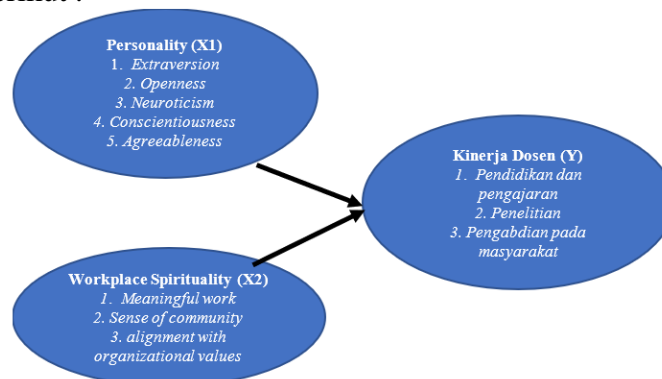 Personality (X1)
1. Extraversion
2. Openness
3. Neuroticism
4. Conscientiousness
5. Agreeableness
Kinerja Dosen (Y)
1. Pendidikan dan
pengajaran
2. Penelitian
3. Pengabdian pada
masyarakat
Workplace Spirituality (X2)
1. Meaningful work
2. Sense of community
3. alignment with
organizational values